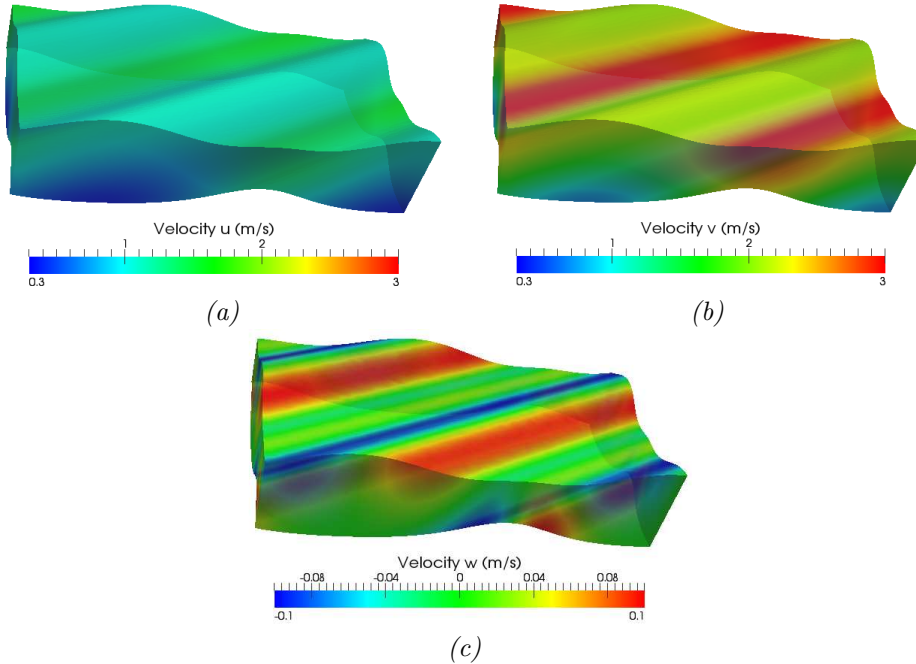 Velocity u (m/s)
1 2
0.3 3
(a)
Velocity v (m/s)
1 2
0.3 3
(b)
Velocity w (m/s)
-0.08 -0.04 0 0.04 0.08
-0.1 0.1
(c)